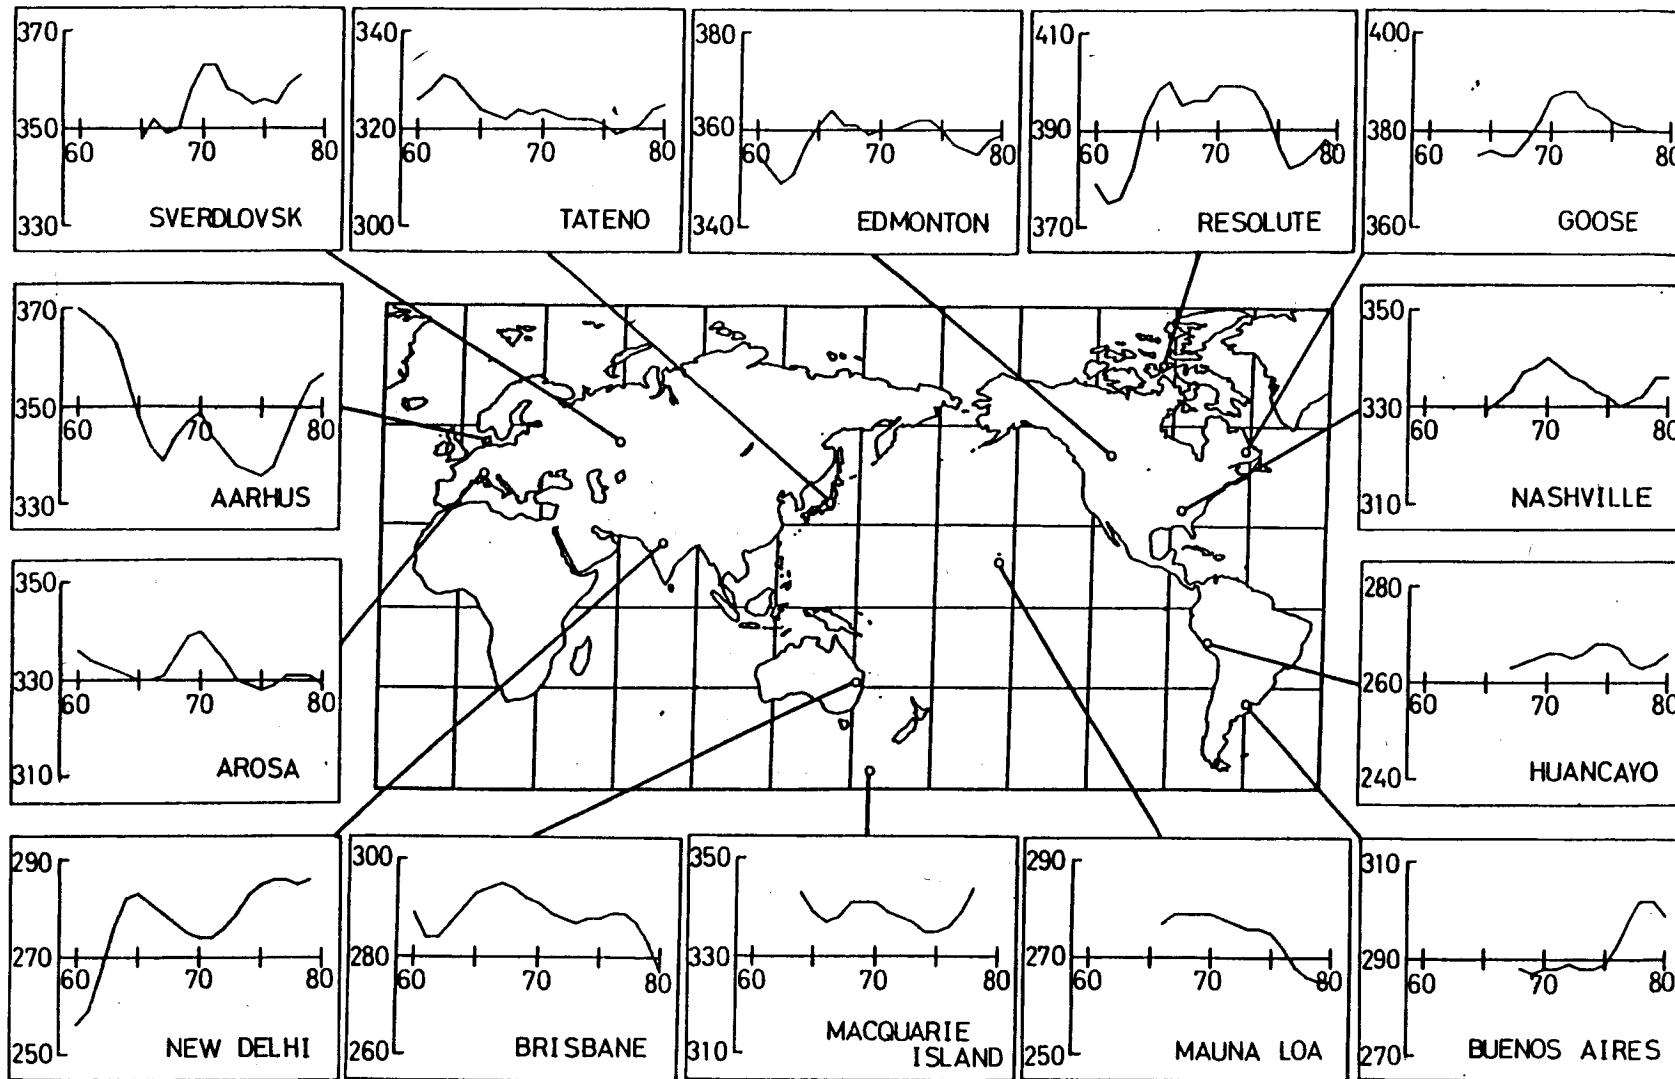 370
350
60 70 80
330
SVERDLOVSK
340
320
60 70 80
300
TATENO
380
360
60 70 80
340
EDMONTON
410
390
60 70 80
370
RESOLUTE
400
380
60 70 80
360
GOOSE
370
350
60 70 80
330
AARHUS
350
330
60 70 80
310
NASHVILLE
350
330
60 70 80
310
AROSA
280
260
60 70 80
240
HUANCAYO
290
270
60 70 80
250
NEW DELHI
300
280
60 70 80
260
BRISBANE
350
330
60 70 80
310
MACQUARIE
ISLAND
290
270
60 70 80
250
MAUNA LOA
310
290
60 70 80
270
BUENOS AIRES